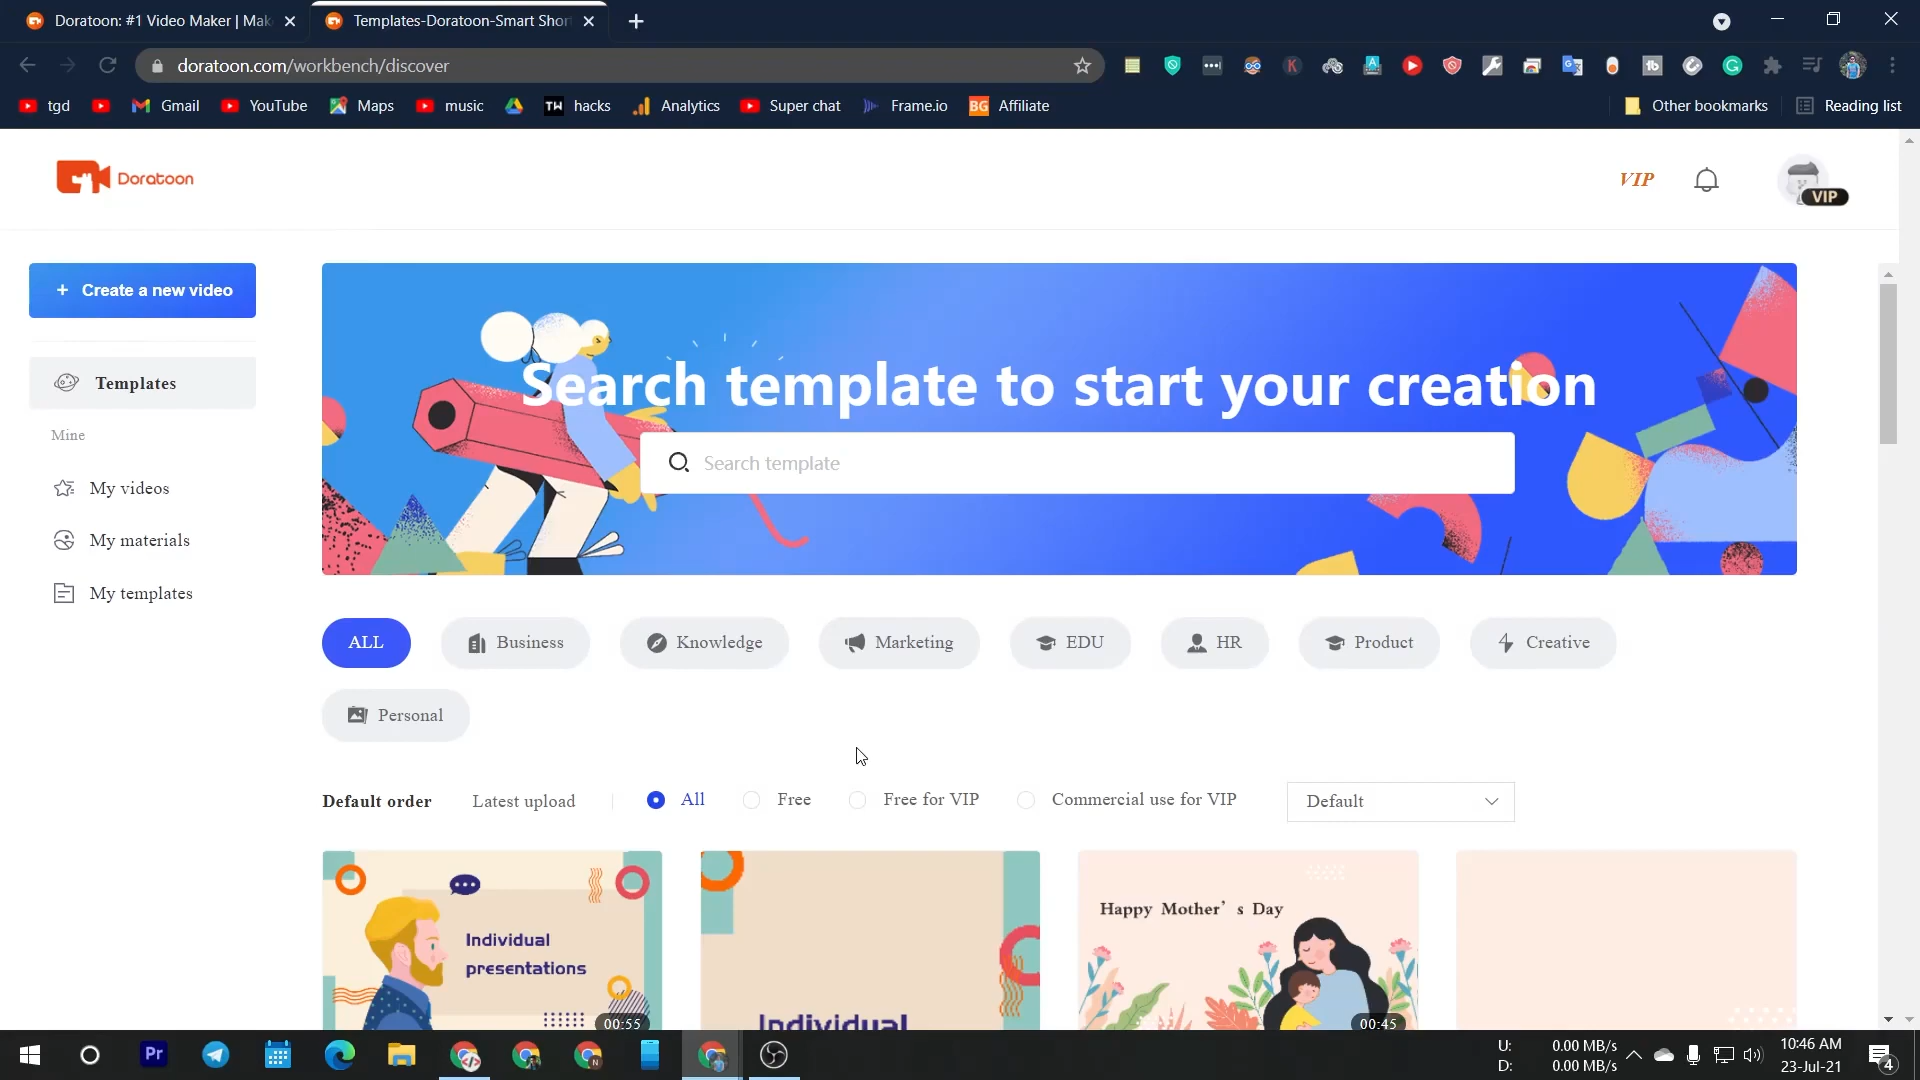 Doratoon: #1 Video Maker | Mak
Templates-Doratoon-Smart Shor
doratoon.com/workbench/discover
tgd
Gmail
YouTube
Maps
music
TW hacks
Analytics
Super chat
Frame.io
BG Affiliate
Other bookmarks
Reading list
Doratoon
VIP
VIP
+ Create a new video
Templates
Mine
My videos
My materials
My templates
Search template to start your creation
Search template
ALL
Business
Knowledge
Marketing
EDU
HR
Product
Creative
Personal
Default order
Latest upload
All
Free
Free for VIP
Commercial use for VIP
Default
Individual
presentations
00:55
Individual
Happy Mother’s Day
00:45
Pr
U: 0.00 MB/s
D: 0.00 MB/s
10:46 AM
23-Jul-21
4